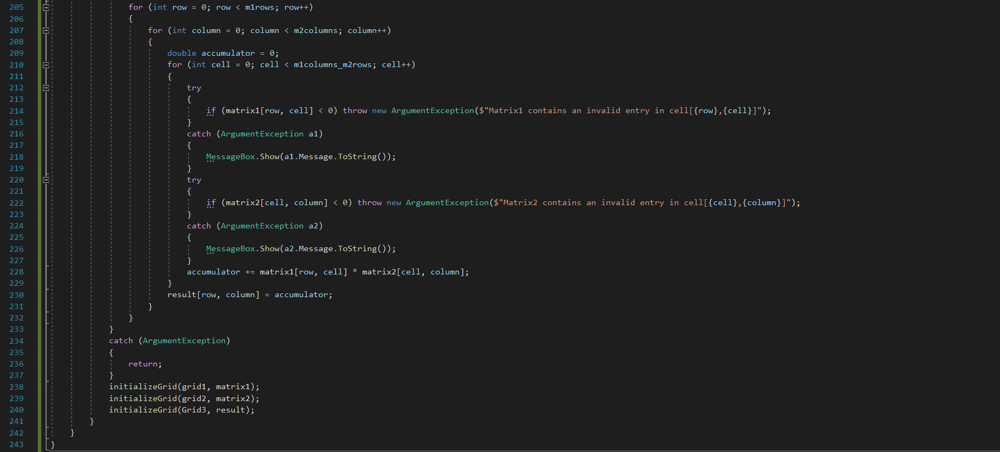 205 for (int row = 0; row < m1rows; row++)
206 {
207 for (int column = 0; column < m2columns; column++)
208 {
209 double accumulator = 0;
210 for (int cell = 0; cell < m1columns_m2rows; cell++)
211 {
212 try
213 {
214 if (matrix1[row, cell] < 0) throw new ArgumentException($"Matrix1 contains an invalid entry in cell[{row},{cell}]");
215 }
216 catch (ArgumentException a1)
217 {
218 MessageBox.Show(a1.Message.ToString());
219 }
220 try
221 {
222 if (matrix2[cell, column] < 0) throw new ArgumentException($"Matrix2 contains an invalid entry in cell[{cell},{column}]");
223 }
224 catch (ArgumentException a2)
225 {
226 MessageBox.Show(a2.Message.ToString());
227 }
228 accumulator += matrix1[row, cell] * matrix2[cell, column];
229 }
230 result[row, column] = accumulator;
231 }
232 }
233 }
234 catch (ArgumentException)
235 {
236 return;
237 }
238 initializeGrid(grid1, matrix1);
239 initializeGrid(grid2, matrix2);
240 initializeGrid(Grid3, result);
241 }
242 }
243 }